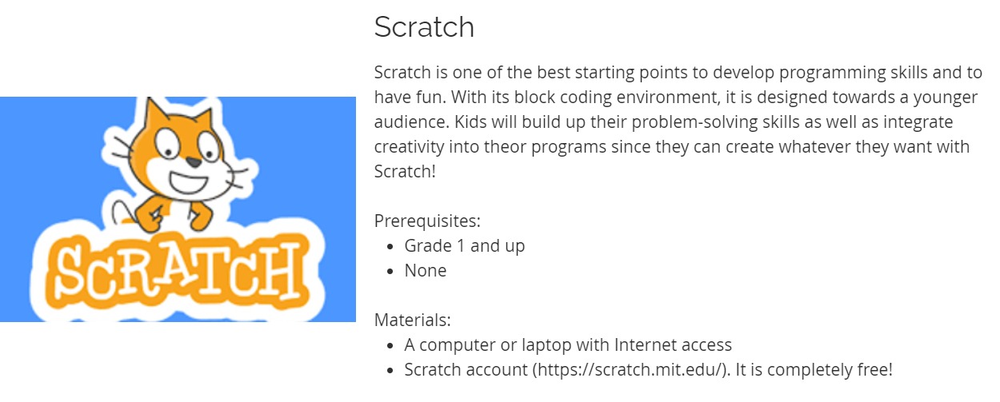 Scratch
Scratch is one of the best starting points to develop programming skills and to
have fun. With its block coding environment, it is designed towards a younger
audience. Kids will build up their problem-solving skills as well as integrate
creativity into theor programs since they can create whatever they want with
Scratch!
Prerequisites:
• Grade 1 and up
• None
Materials:
• A computer or laptop with Internet access
• Scratch account (https://scratch.mit.edu/). It is completely free!
SCRATCH